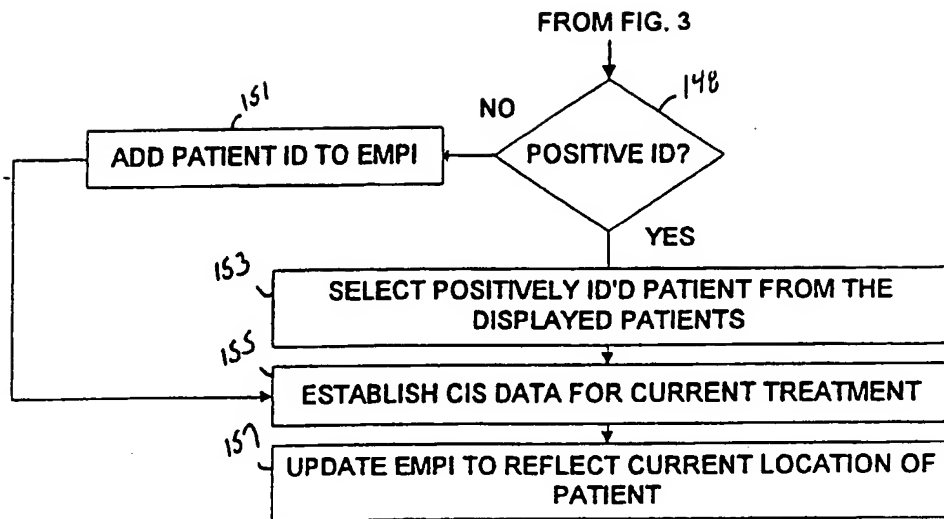 FROM FIG. 3
148
NO
151
POSITIVE ID?
ADD PATIENT ID TO EMPI
YES
153
SELECT POSITIVELY ID'D PATIENT FROM THE
DISPLAYED PATIENTS
155
ESTABLISH CIS DATA FOR CURRENT TREATMENT
157
UPDATE EMPI TO REFLECT CURRENT LOCATION OF
PATIENT